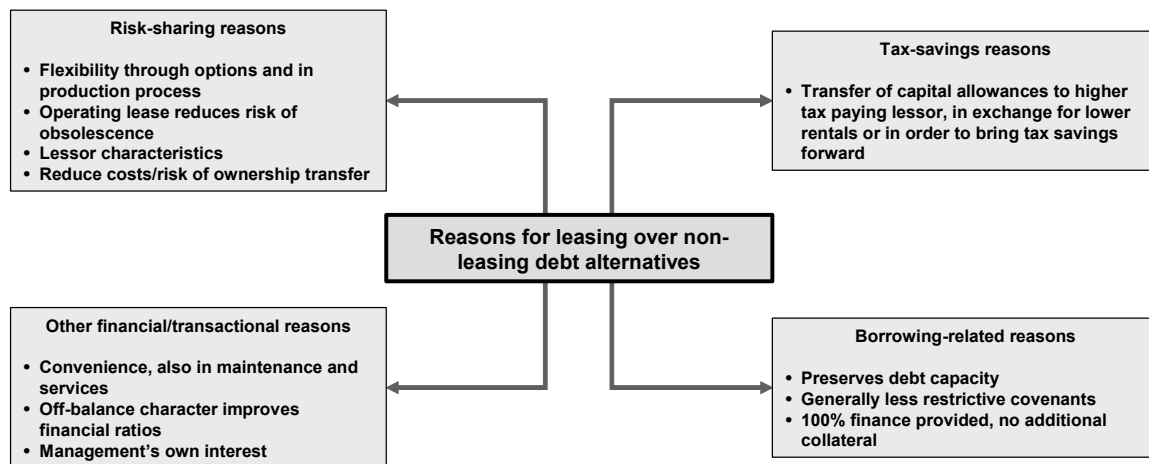 Risk-sharing reasons
• Flexibility through options and in
production process
• Operating lease reduces risk of
obsolescence
• Lessor characteristics
• Reduce costs/risk of ownership transfer
Tax-savings reasons
• Transfer of capital allowances to higher
tax paying lessor, in exchange for lower
rentals or in order to bring tax savings
forward
Reasons for leasing over non-
leasing debt alternatives
Other financial/transactional reasons
• Convenience, also in maintenance and
services
• Off-balance character improves
financial ratios
• Management's own interest
Borrowing-related reasons
• Preserves debt capacity
• Generally less restrictive covenants
• 100% finance provided, no additional
collateral